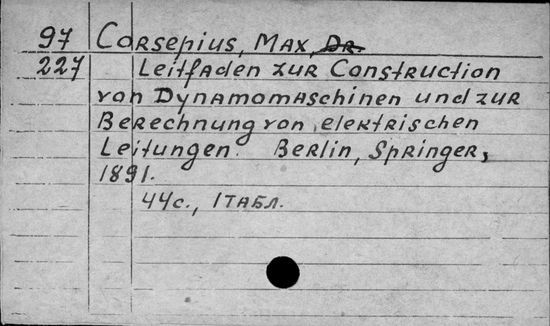 97 Corsepius, Max, Dr.
227 Leitfaden zur Construction
von Dynamomaschinen und zur
Berechnung von elektrischen
Leitungen. Berlin, Springer,
1891.
44с., 1 табл.